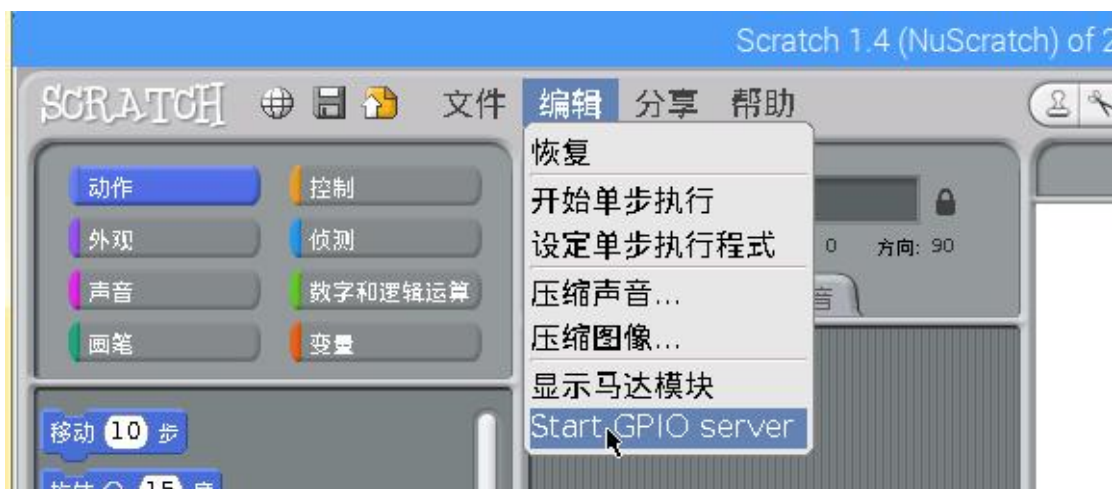 Scratch 1.4 (NuScratch) of 2
SCRATCH 文件 编辑 分享 帮助
恢复
开始单步执行
设定单步执行程式
压缩声音...
压缩图像...
显示马达模块
Start GPIO server
动作 控制
外观 侦测
声音 数字和逻辑运算
画笔 变量
0 方向: 90
音
移动 10 步
15 度